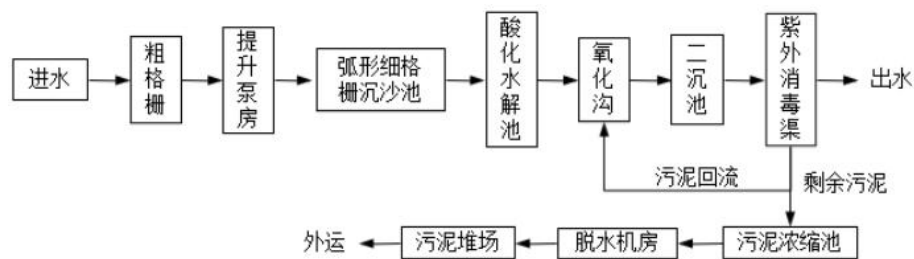 进水
粗格栅
提升泵房
弧形细格
栅沉沙池
酸化水解池
氧化沟
二沉池
紫外消毒渠
出水
污泥回流
剩余污泥
外运
污泥堆场
脱水机房
污泥浓缩池